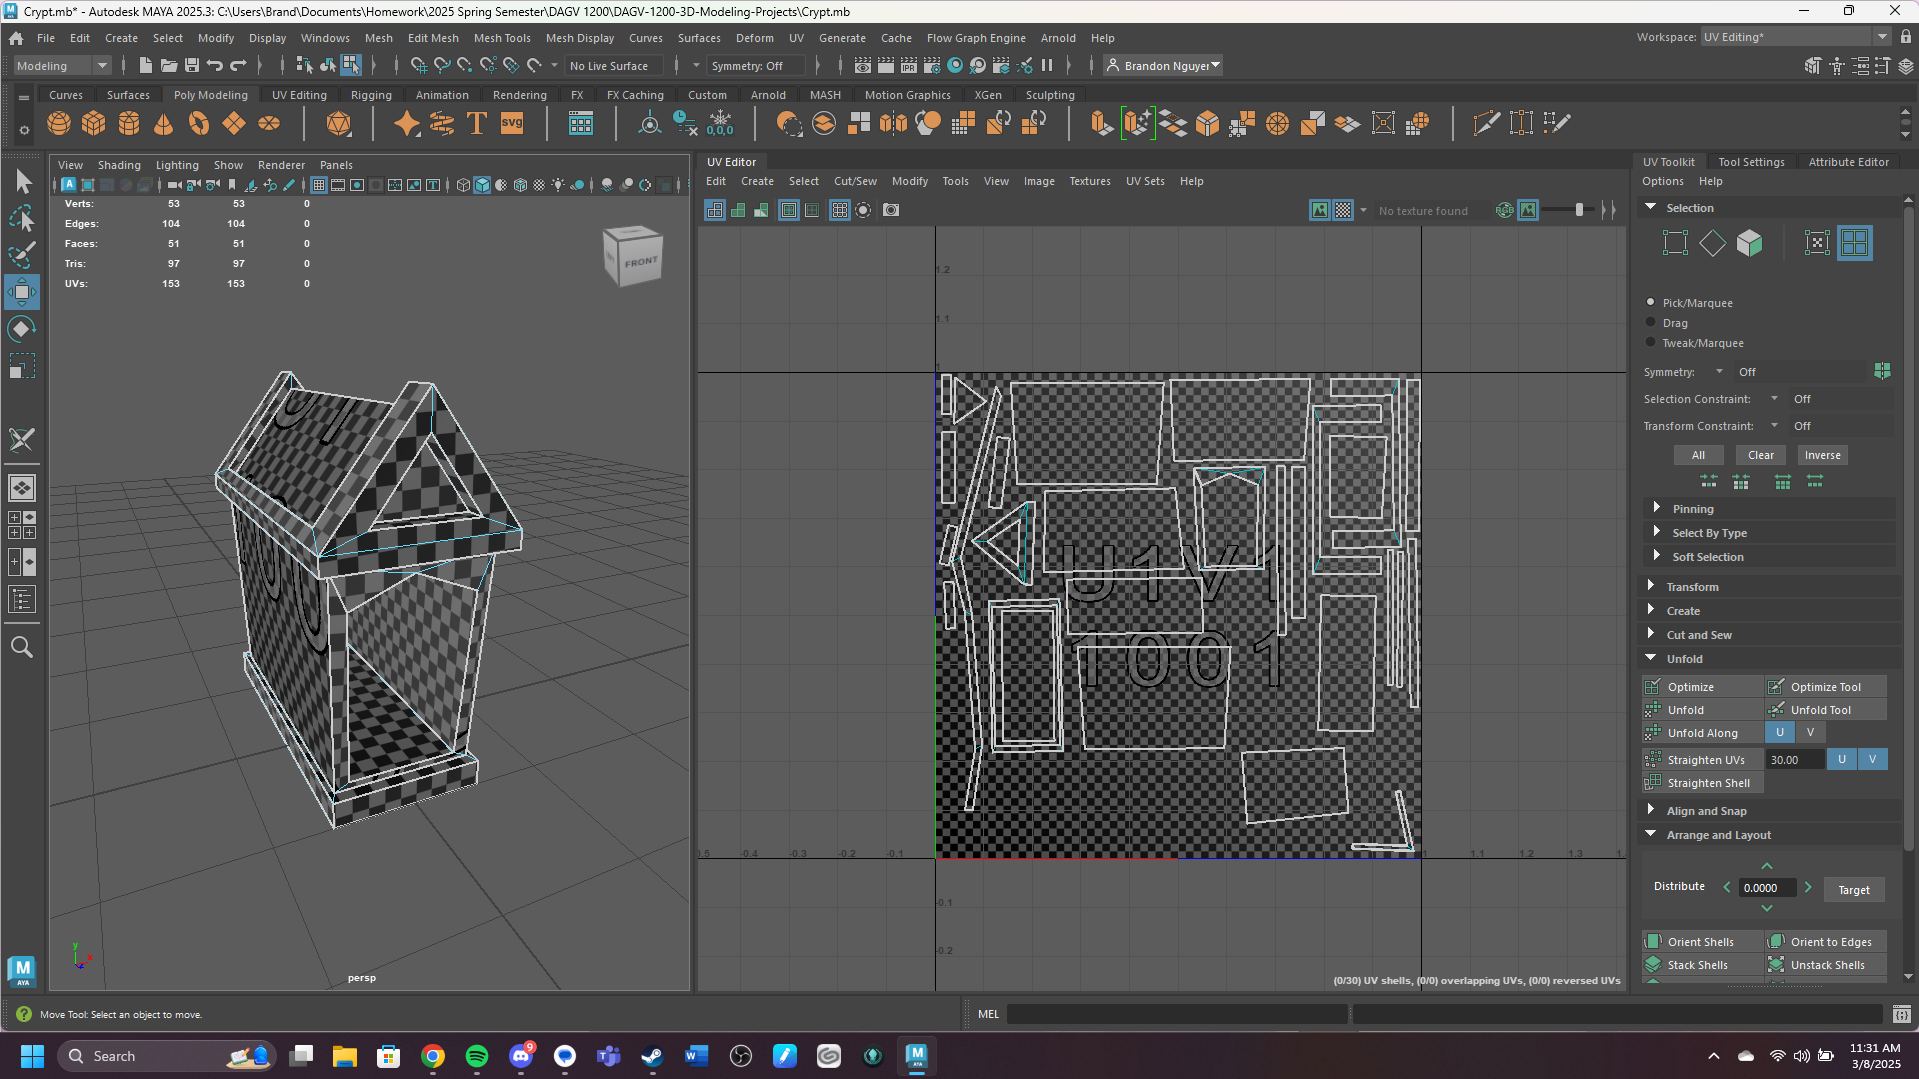 Crypt.mb* - Autodesk MAYA 2025.3: C:\Users\Brand\Documents\Homework\2025 Spring Semester\DAGV 1200\DAGV-1200-3D-Modeling-Projects\Crypt.mb
File Edit Create Select Modify Display Windows Mesh Edit Mesh Mesh Tools Mesh Display Curves Surfaces Deform UV Generate Cache Flow Graph Engine Arnold Help
Workspace: UV Editing*
Modeling No Live Surface Symmetry: Off Brandon Nguyer
IPR
Curves Surfaces Poly Modeling UV Editing Rigging Animation Rendering FX FX Caching Custom Arnold MASH Motion Graphics XGen Sculpting
T SVG 0,0,0
View Shading Lighting Show Renderer Panels
Verts: 53 53 0
Edges: 104 104 0
Faces: 51 51 0
Tris: 97 97 0
UVs: 153 153 0
FRONT
persp
y
x
UV Editor
Edit Create Select Cut/Sew Modify Tools View Image Textures UV Sets Help
No texture found
RGB
1.2
1.1
U1V1
1001
-0.4 -0.3 -0.2 -0.1 1 1.1 1.2 1.3
-0.1
-0.2
(0/30) UV shells, (0/0) overlapping UVs, (0/0) reversed UVs
UV Toolkit Tool Settings Attribute Editor
Options Help
Selection
Pick/Marquee
Drag
Tweak/Marquee
Symmetry: Off
Selection Constraint: Off
Transform Constraint: Off
All Clear Inverse
Pinning
Select By Type
Soft Selection
Transform
Create
Cut and Sew
Unfold
Optimize Optimize Tool
Unfold Unfold Tool
Unfold Along U V
Straighten UVs 30.00 U V
Straighten Shell
Align and Snap
Arrange and Layout
Distribute 0.0000 Target
Orient Shells Orient to Edges
Stack Shells Unstack Shells
M
AYA
Move Tool: Select an object to move.
MEL
Search
9
11:31 AM
3/8/2025